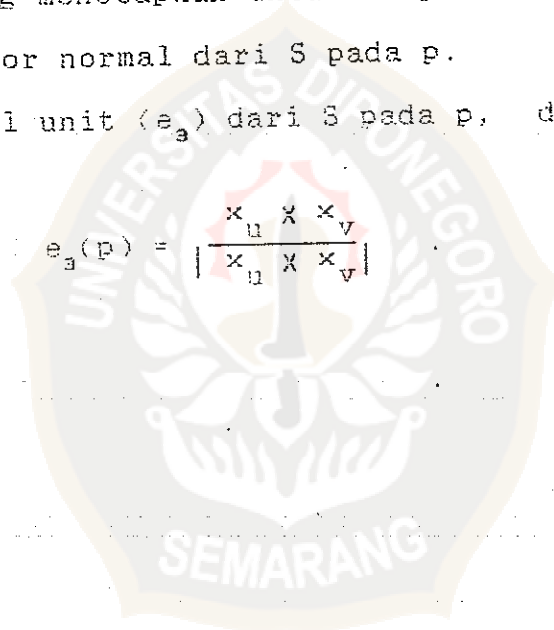 or normal dari S pada p.
l unit (e₃) dari S pada p, d
e₃(p) = x_u X x_v / |x_u X x_v| .
UNIVERSITAS DIPONEGORO
SEMARANG